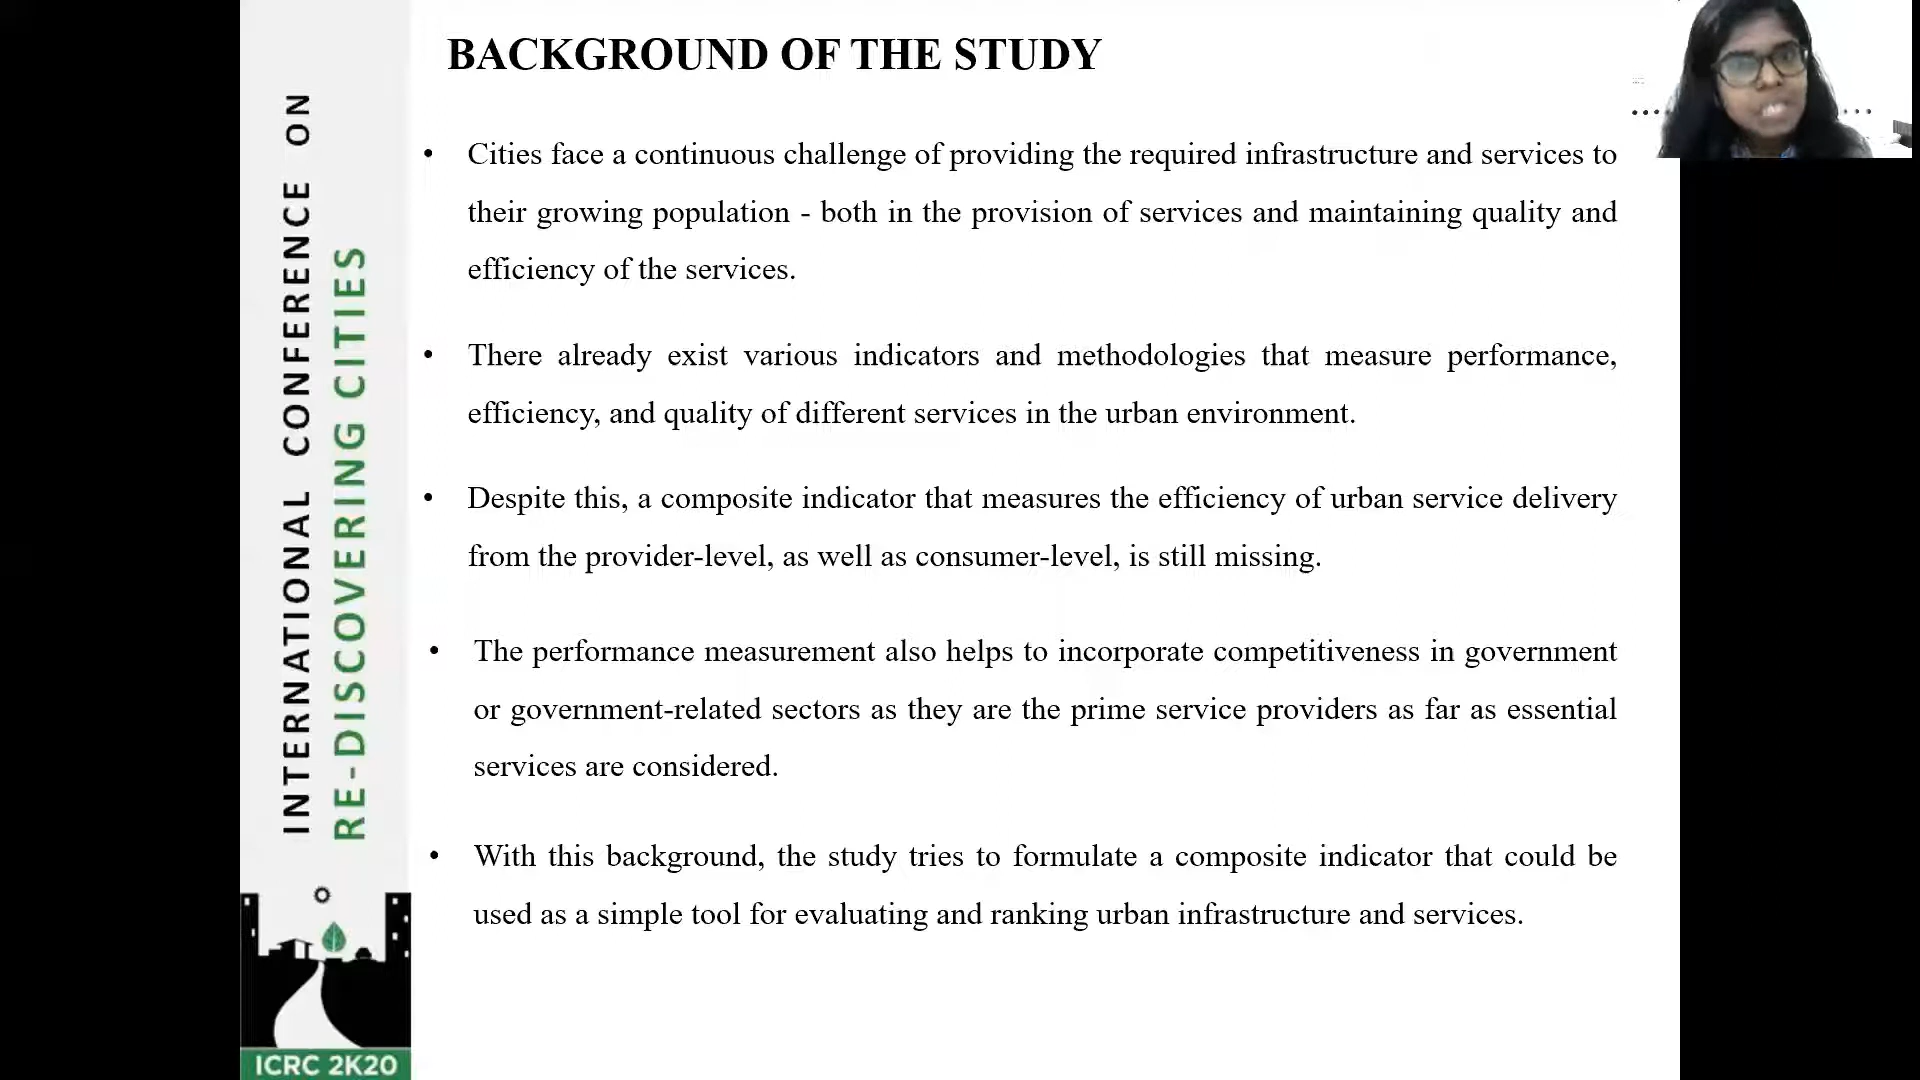 BACKGROUND OF THE STUDY
INTERNATIONAL CONFERENCE ON
RE-DISCOVERING CITIES
• Cities face a continuous challenge of providing the required infrastructure and services to
their growing population - both in the provision of services and maintaining quality and
efficiency of the services.
• There already exist various indicators and methodologies that measure performance,
efficiency, and quality of different services in the urban environment.
• Despite this, a composite indicator that measures the efficiency of urban service delivery
from the provider-level, as well as consumer-level, is still missing.
• The performance measurement also helps to incorporate competitiveness in government
or government-related sectors as they are the prime service providers as far as essential
services are considered.
• With this background, the study tries to formulate a composite indicator that could be
used as a simple tool for evaluating and ranking urban infrastructure and services.
ICRC 2K20